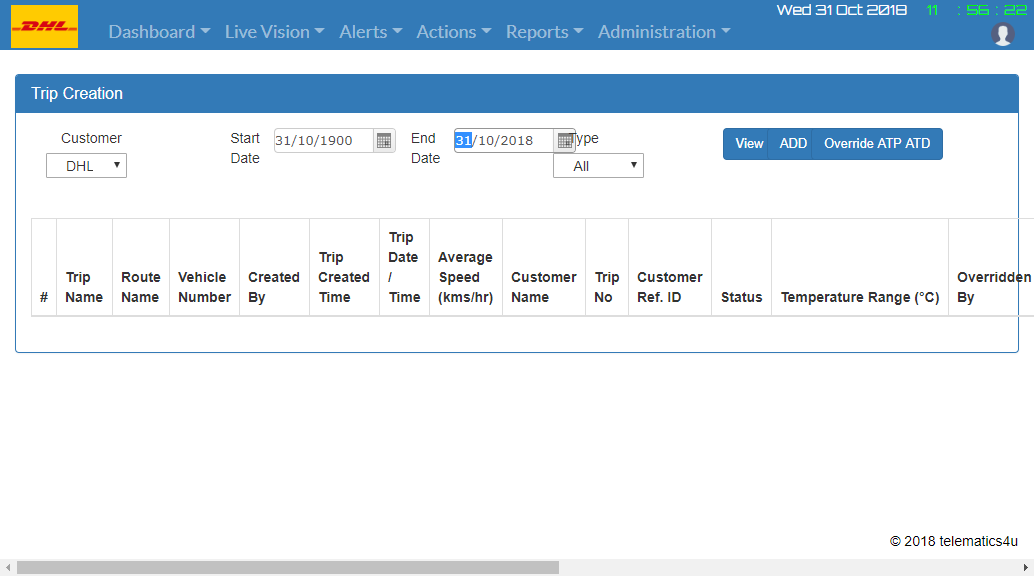 Wed 31 Oct 2018 11 : 56 : 22
DHL
Dashboard Live Vision Alerts Actions Reports Administration
Trip Creation
Customer
DHL
Start
Date
31/10/1900
End
Date
31/10/2018
Type
All
View ADD Override ATP ATD
#
Trip
Name
Route
Name
Vehicle
Number
Created
By
Trip
Created
Time
Trip
Date
/
Time
Average
Speed
(kms/hr)
Customer
Name
Trip
No
Customer
Ref. ID
Status
Temperature Range (°C)
Overridden
By
© 2018 telematics4u